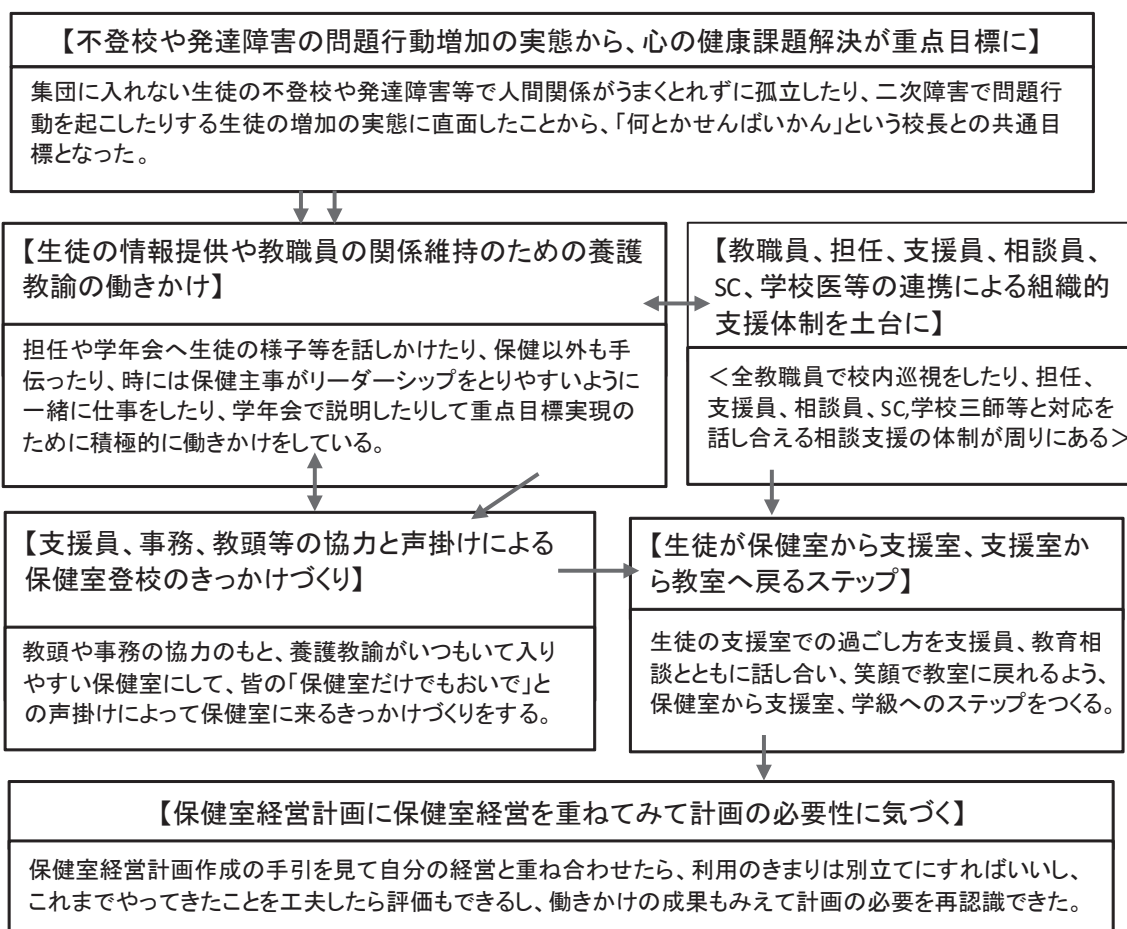 【不登校や発達障害の問題行動増加の実態から、心の健康課題解決が重点目標に】
集団に入れない生徒の不登校や発達障害等で人間関係がうまくとれずに孤立したり、二次障害で問題行
動を起こしたりする生徒の増加の実態に直面したことから、「何とかせんばいかん」という校長との共通目
標となった。
【生徒の情報提供や教職員の関係維持のための養護
教諭の働きかけ】
担任や学年会へ生徒の様子等を話しかけたり、保健以外も手
伝ったり、時には保健主事がリーダーシップをとりやすいように
一緒に仕事をしたり、学年会で説明したりして重点目標実現の
ために積極的に働きかけをしている。
【教職員、担任、支援員、相談員、
SC、学校医等の連携による組織的
支援体制を土台に】
＜全教職員で校内巡視をしたり、担任、
支援員、相談員、SC,学校三師等と対応を
話し合える相談支援の体制が周りにある＞
【支援員、事務、教頭等の協力と声掛けによる
保健室登校のきっかけづくり】
教頭や事務の協力のもと、養護教諭がいつもいて入り
やすい保健室にして、皆の「保健室だけでもおいで」と
の声掛けによって保健室に来るきっかけづくりをする。
【生徒が保健室から支援室、支援室か
ら教室へ戻るステップ】
生徒の支援室での過ごし方を支援員、教育相
談とともに話し合い、笑顔で教室に戻れるよう、
保健室から支援室、学級へのステップをつくる。
【保健室経営計画に保健室経営を重ねてみて計画の必要性に気づく】
保健室経営計画作成の手引を見て自分の経営と重ね合わせたら、利用のきまりは別立てにすればいいし、
これまでやってきたことを工夫したら評価もできるし、働きかけの成果もみえて計画の必要を再認識できた。